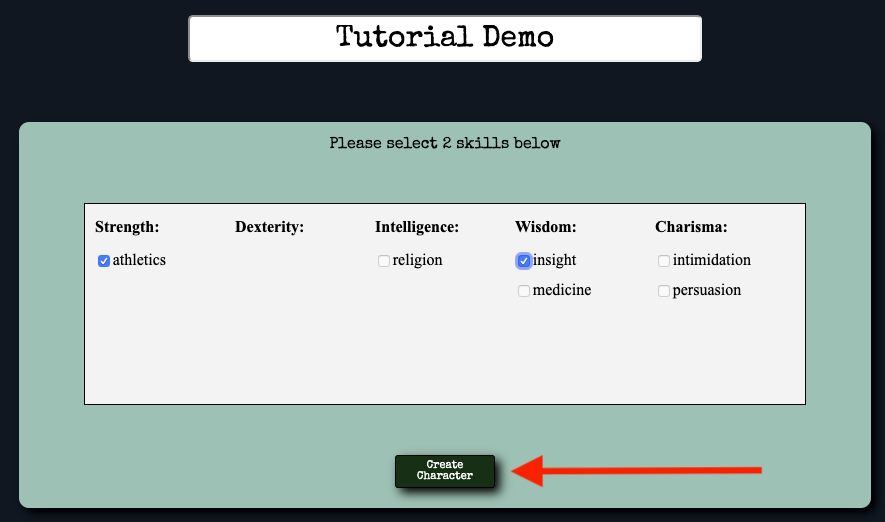 Tutorial Demo
Please select 2 skills below
Strength: Dexterity: Intelligence: Wisdom: Charisma:
athletics religion insight intimidation
medicine persuasion
Create
Character